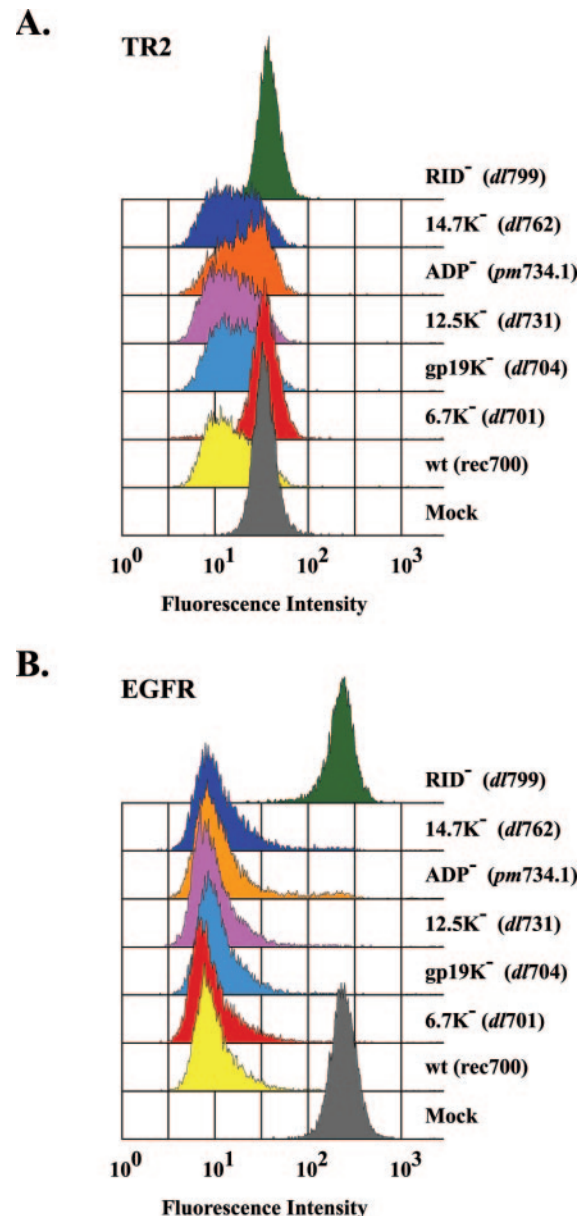 A.
TR2
RID⁻ (dl799)
14.7K⁻ (dl762)
ADP⁻ (pm734.1)
12.5K⁻ (dl731)
gp19K⁻ (dl704)
6.7K⁻ (dl701)
wt (rec700)
Mock
10⁰ 10¹ 10² 10³
Fluorescence Intensity
B.
EGFR
RID⁻ (dl799)
14.7K⁻ (dl762)
ADP⁻ (pm734.1)
12.5K⁻ (dl731)
gp19K⁻ (dl704)
6.7K⁻ (dl701)
wt (rec700)
Mock
10⁰ 10¹ 10² 10³
Fluorescence Intensity